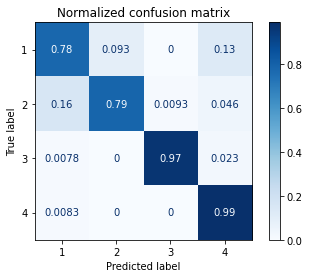 Normalized confusion matrix
True label
1 0.78 0.093 0 0.13
2 0.16 0.79 0.0093 0.046
3 0.0078 0 0.97 0.023
4 0.0083 0 0 0.99
1 2 3 4
Predicted label
0.8
0.6
0.4
0.2
0.0